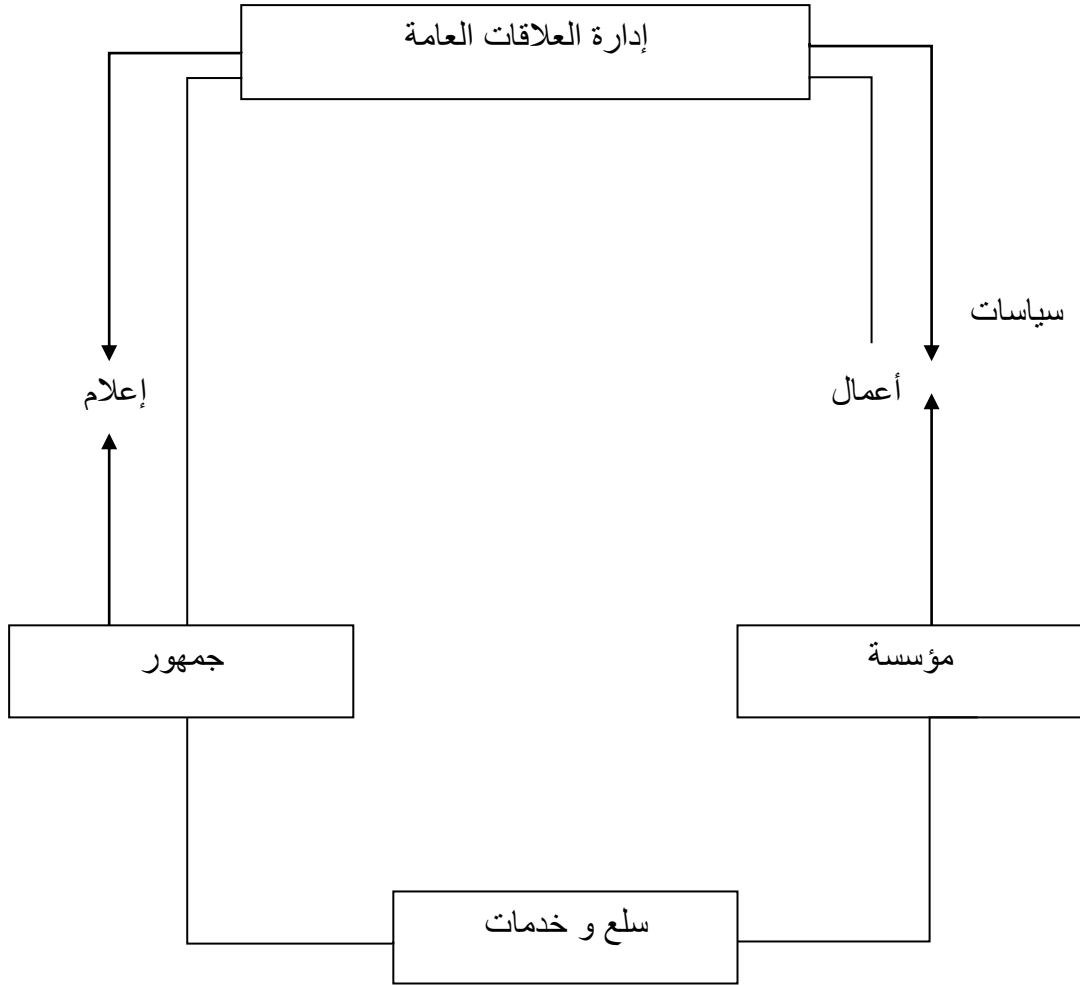 إدارة العلاقات العامة
سياسات
أعمال
إعلام
مؤسسة
جمهور
سلع و خدمات